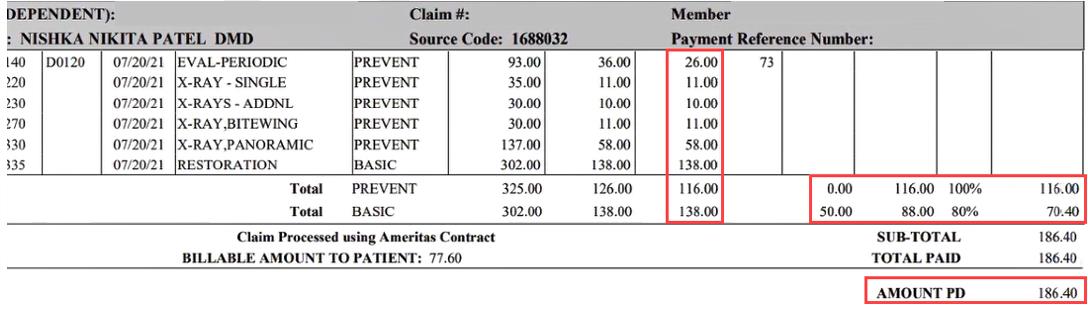 DEPENDENT): Claim #: Member
: NISHKA NIKITA PATEL DMD Source Code: 1688032 Payment Reference Number:
140 D0120 07/20/21 EVAL-PERIODIC PREVENT 93.00 36.00 26.00 73
220 07/20/21 X-RAY - SINGLE PREVENT 35.00 11.00 11.00
230 07/20/21 X-RAYS - ADDNL PREVENT 30.00 10.00 10.00
270 07/20/21 X-RAY,BITEWING PREVENT 30.00 11.00 11.00
330 07/20/21 X-RAY,PANORAMIC PREVENT 137.00 58.00 58.00
335 07/20/21 RESTORATION BASIC 302.00 138.00 138.00
Total PREVENT 325.00 126.00 116.00 0.00 116.00 100% 116.00
Total BASIC 302.00 138.00 138.00 50.00 88.00 80% 70.40
Claim Processed using Ameritas Contract SUB-TOTAL 186.40
BILLABLE AMOUNT TO PATIENT: 77.60 TOTAL PAID 186.40
AMOUNT PD 186.40